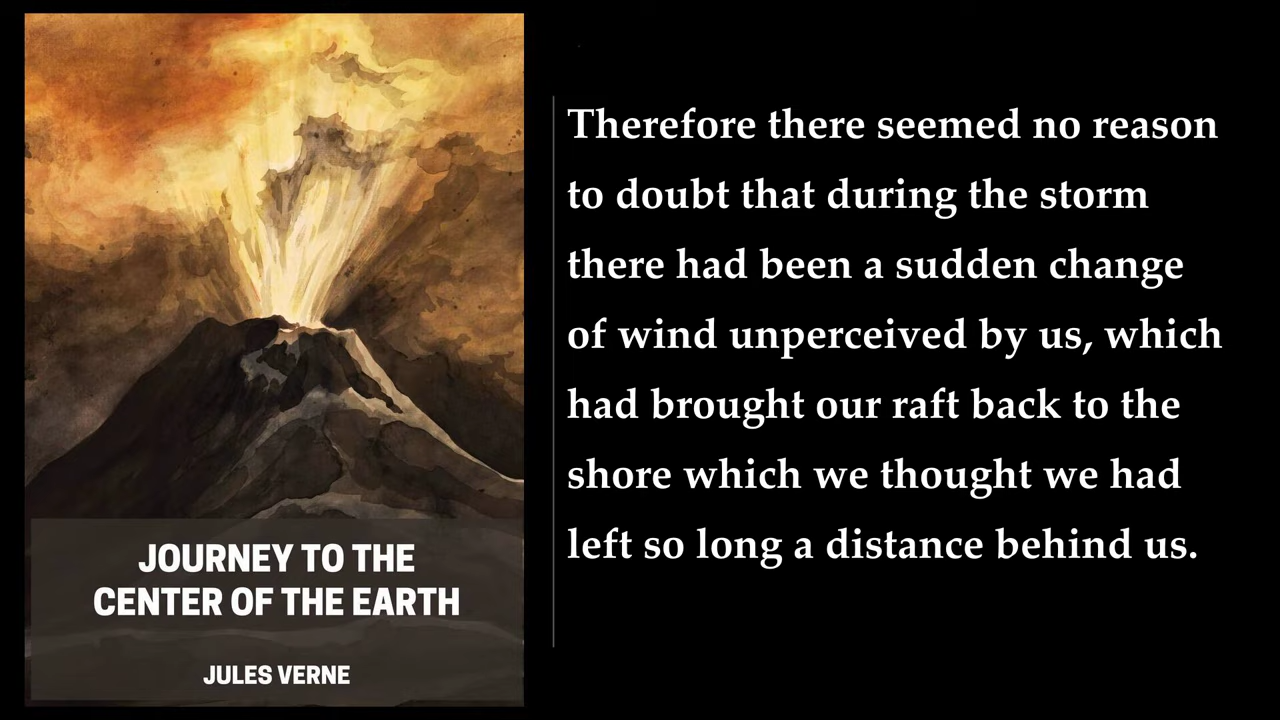 JOURNEY TO THE
CENTER OF THE EARTH
JULES VERNE
Therefore there seemed no reason
to doubt that during the storm
there had been a sudden change
of wind unperceived by us, which
had brought our raft back to the
shore which we thought we had
left so long a distance behind us.